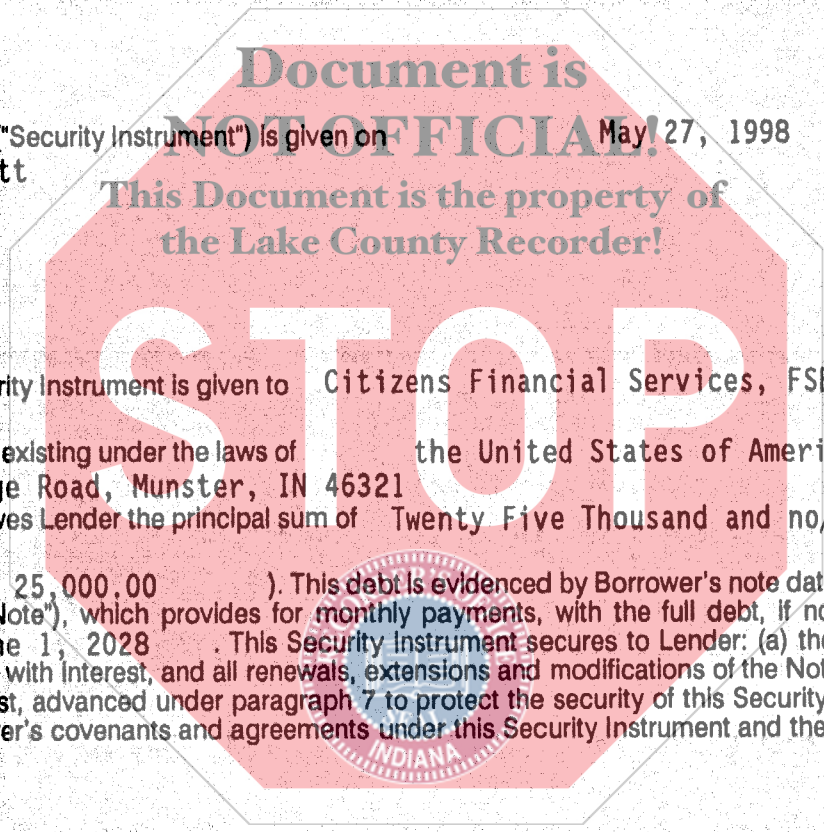 Document is
NOT OFFICIAL!
"Security Instrument") is given on May 27, 1998
tt
This Document is the property of
the Lake County Recorder!
STOP
rity Instrument is given to Citizens Financial Services, FSB
existing under the laws of the United States of Ameri
ge Road, Munster, IN 46321
ves Lender the principal sum of Twenty Five Thousand and no/
25,000.00 ). This debt is evidenced by Borrower's note dat
Note"), which provides for monthly payments, with the full debt, if no
ne 1, 2028 . This Security Instrument secures to Lender: (a) the
with interest, and all renewals, extensions and modifications of the Not
st, advanced under paragraph 7 to protect the security of this Security
er's covenants and agreements under this Security Instrument and the
SEAL
INDIANA